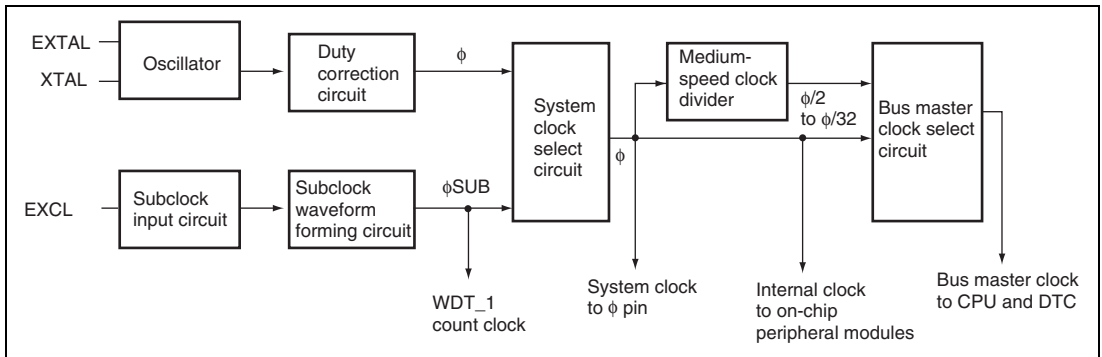 EXTAL
XTAL
Oscillator
Duty
correction
circuit
ϕ
System
clock
select
circuit
ϕ
Medium-
speed clock
divider
ϕ/2
to ϕ/32
Bus master
clock select
circuit
EXCL
Subclock
input circuit
Subclock
waveform
forming circuit
ϕSUB
WDT_1
count clock
System clock
to ϕ pin
Internal clock
to on-chip
peripheral modules
Bus master clock
to CPU and DTC